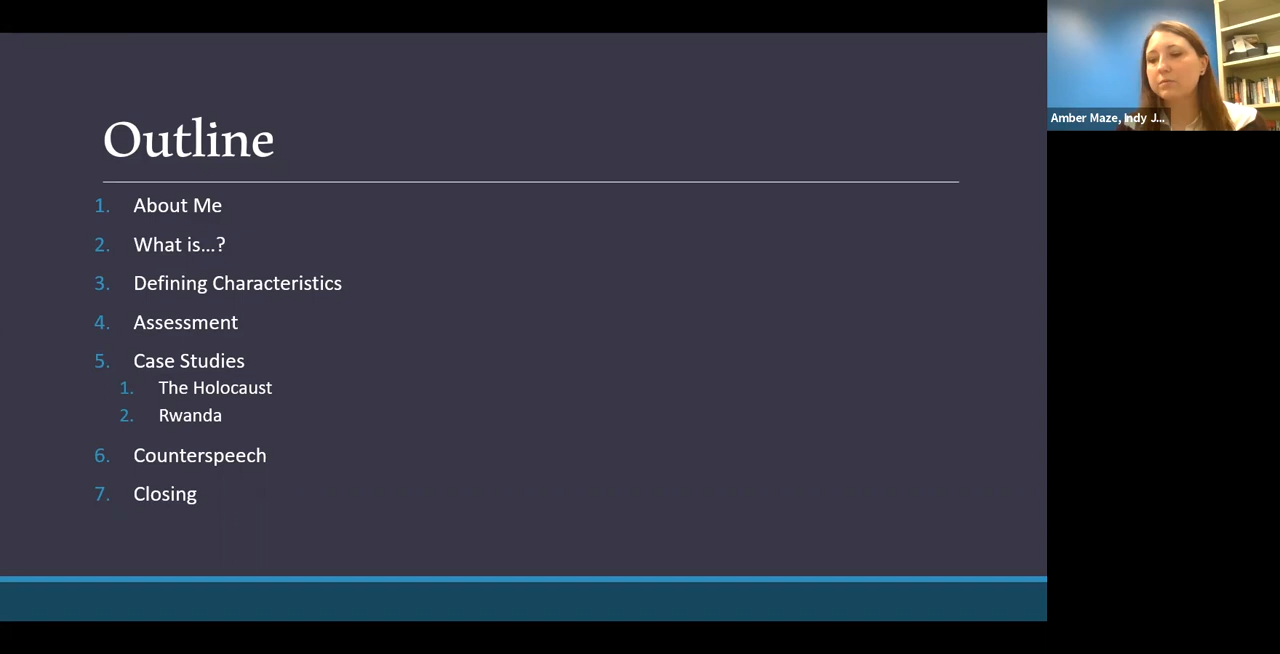 Outline
1. About Me
2. What is...?
3. Defining Characteristics
4. Assessment
5. Case Studies
1. The Holocaust
2. Rwanda
6. Counterspeech
7. Closing
Amber Maze, Indy J...